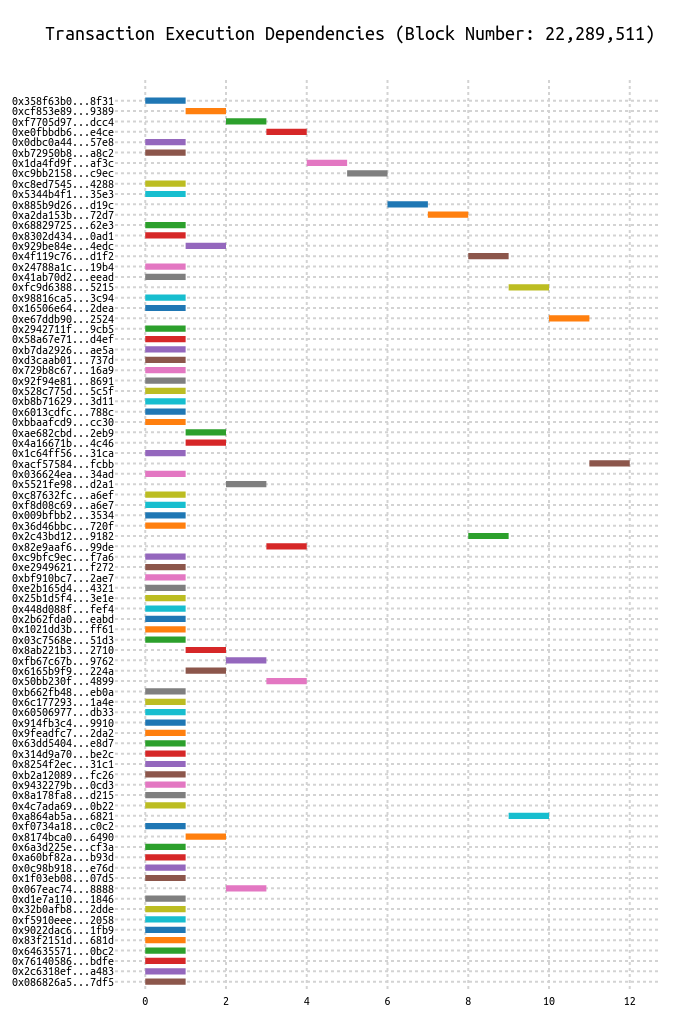 Transaction Execution Dependencies (Block Number: 22,289,511)
0x358f63b0...8f31
0xcf853e89...9389
0xf7705d97...dcc4
0xe0fbbdb6...e4ce
0x0dbc0a44...57e8
0xb72950b8...a8c2
0x1da4fd9f...af3c
0xc9bb2158...c9ec
0xc8ed7545...4288
0x5344b4f1...35e3
0x885b9d26...d19c
0xa2da153b...72d7
0x68829725...62e3
0x8302d434...0ad1
0x929be84e...4edc
0x4f119c76...d1f2
0x24788a1c...19b4
0x41ab70d2...eead
0xfc9d6388...5215
0x98816ca5...3c94
0x16506e64...2dea
0xe67ddb90...2524
0x2942711f...9cb5
0x58a67e71...d4ef
0xb7da2926...ae5a
0xd3caab01...737d
0x729b8c67...16a9
0x92f94e81...8691
0x528c775d...5c5f
0xb8b71629...3d11
0x6013cdfc...788c
0xbbaafcd9...cc30
0xae682cbd...2eb9
0x4a16671b...4c46
0x1c64ff56...31ca
0xacf57584...fcbb
0x036624ea...34ad
0x5521fe98...d2a1
0xc87632fc...a6ef
0xf8d08c69...a6e7
0x009bfbb2...3534
0x36d46bbc...720f
0x2c43bd12...9182
0x82e9aaf6...99de
0xc9bfc9ec...f7a6
0xe2949621...f272
0xbf910bc7...2ae7
0xe2b165d4...4321
0x25b1d5f4...3e1e
0x448d088f...fef4
0x2b62fda0...eabd
0x1021dd3b...ff61
0x03c7568e...51d3
0x8ab221b3...2710
0xfb67c67b...9762
0x6165b9f9...224a
0x50bb230f...4899
0xb662fb48...eb0a
0x6c177293...1a4e
0x60506977...db33
0x914fb3c4...9910
0x9feadfc7...2da2
0x63dd5404...e8d7
0x314d9a70...be2c
0x8254f2ec...31c1
0xb2a12089...fc26
0x9432279b...0cd3
0x8a178fa8...d215
0x4c7ada69...0b22
0xa864ab5a...6821
0xf0734a18...c0c2
0x8174bca0...6490
0x6a3d225e...cf3a
0xa60bf82a...b93d
0x0c98b918...e76d
0x1f03eb08...07d5
0x067eac74...8888
0xd1e7a110...1846
0x32b0afb8...2dde
0xf5910eee...2058
0x9022dac6...1fb9
0x83f2151d...681d
0x64635571...0bc2
0x76140586...bdfe
0x2c6318ef...a483
0x086826a5...7df5
0 2 4 6 8 10 12